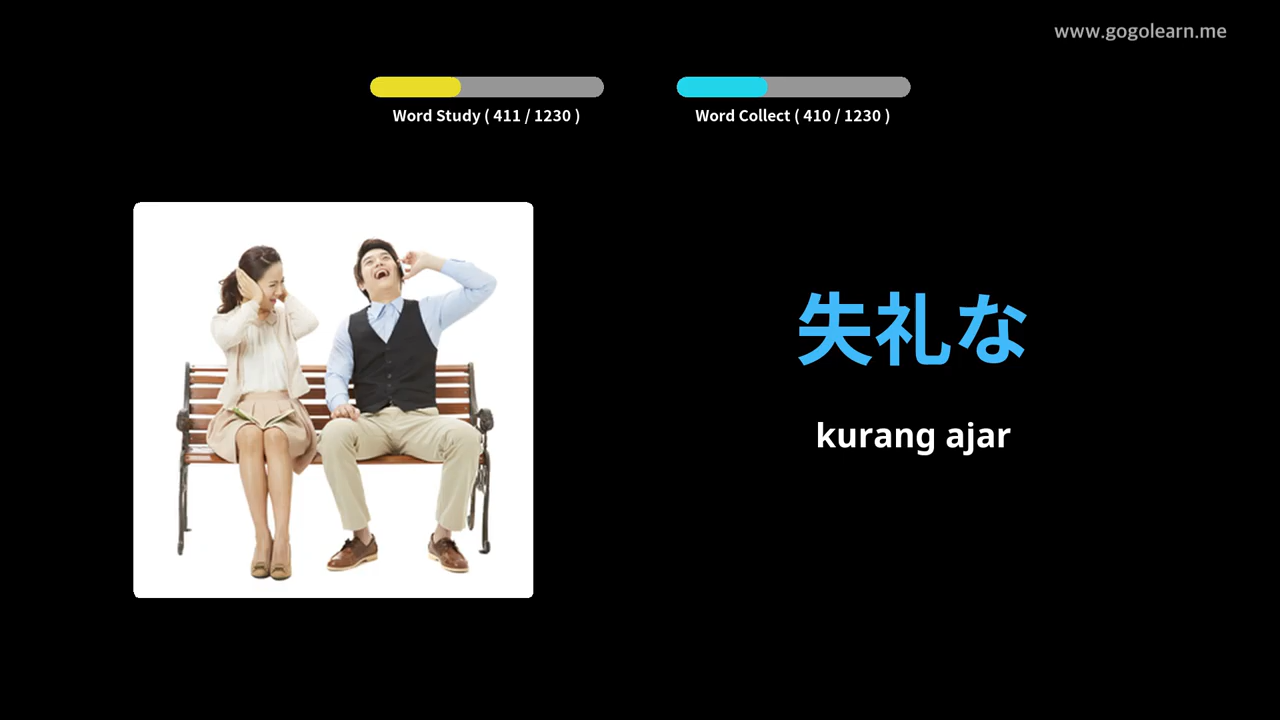 www.gogolearn.me
Word Study ( 411 / 1230 )
Word Collect ( 410 / 1230 )
失礼な
kurang ajar